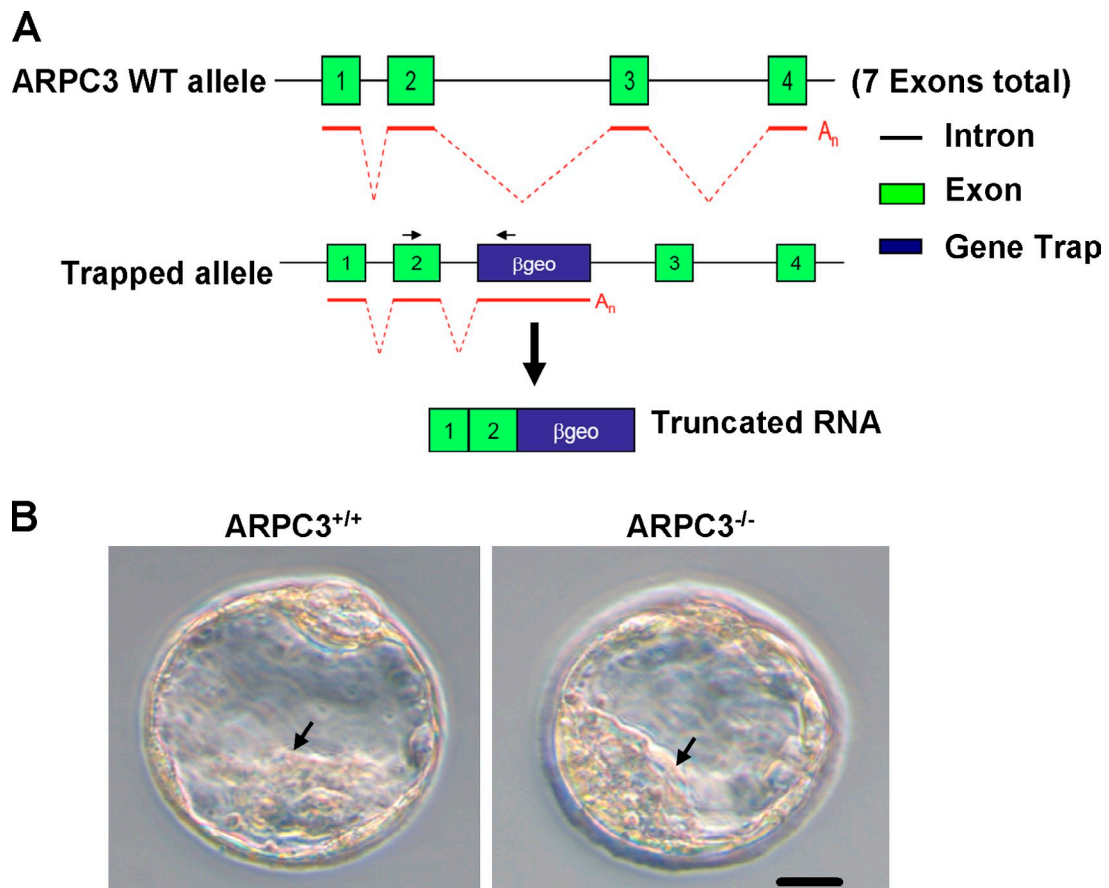 A
ARPC3 WT allele 1 2 3 4 (7 Exons total)
An
Intron
Exon
Gene Trap
Trapped allele 1 2 βgeo 3 4
An
1 2 βgeo Truncated RNA
B
ARPC3+/+ ARPC3-/-